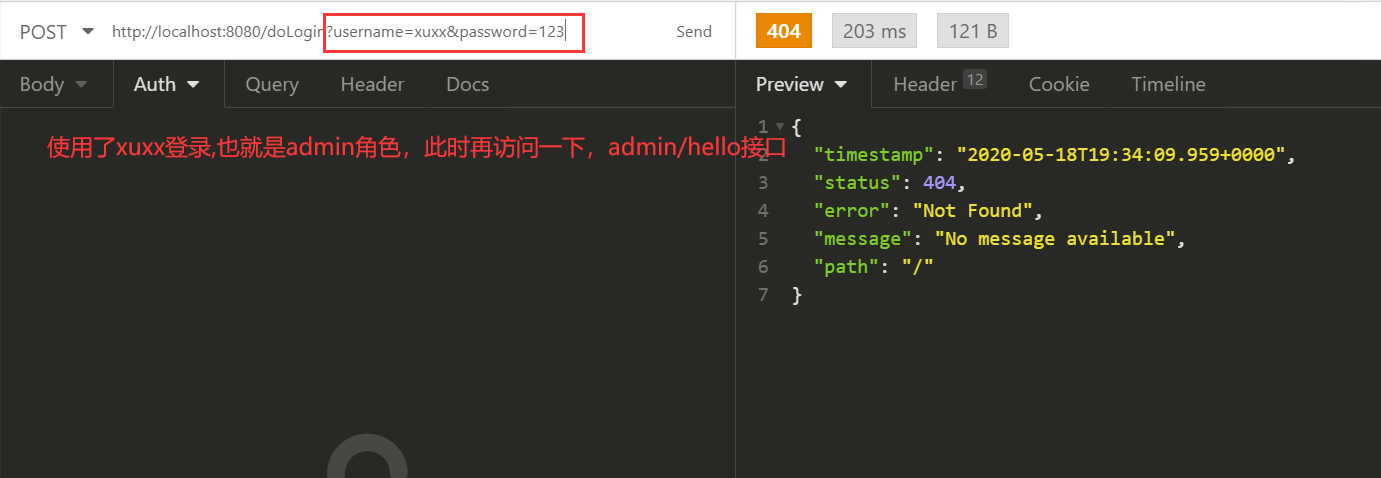 POST http://localhost:8080/doLogin?username=xuxx&password=123 Send 404 203 ms 121 B
Body Auth Query Header Docs Preview Header 12 Cookie Timeline
使用了xuxx登录,也就是admin角色，此时再访问一下，admin/hello接口
1 {
2 "timestamp": "2020-05-18T19:34:09.959+0000",
3 "status": 404,
4 "error": "Not Found",
5 "message": "No message available",
6 "path": "/"
7 }